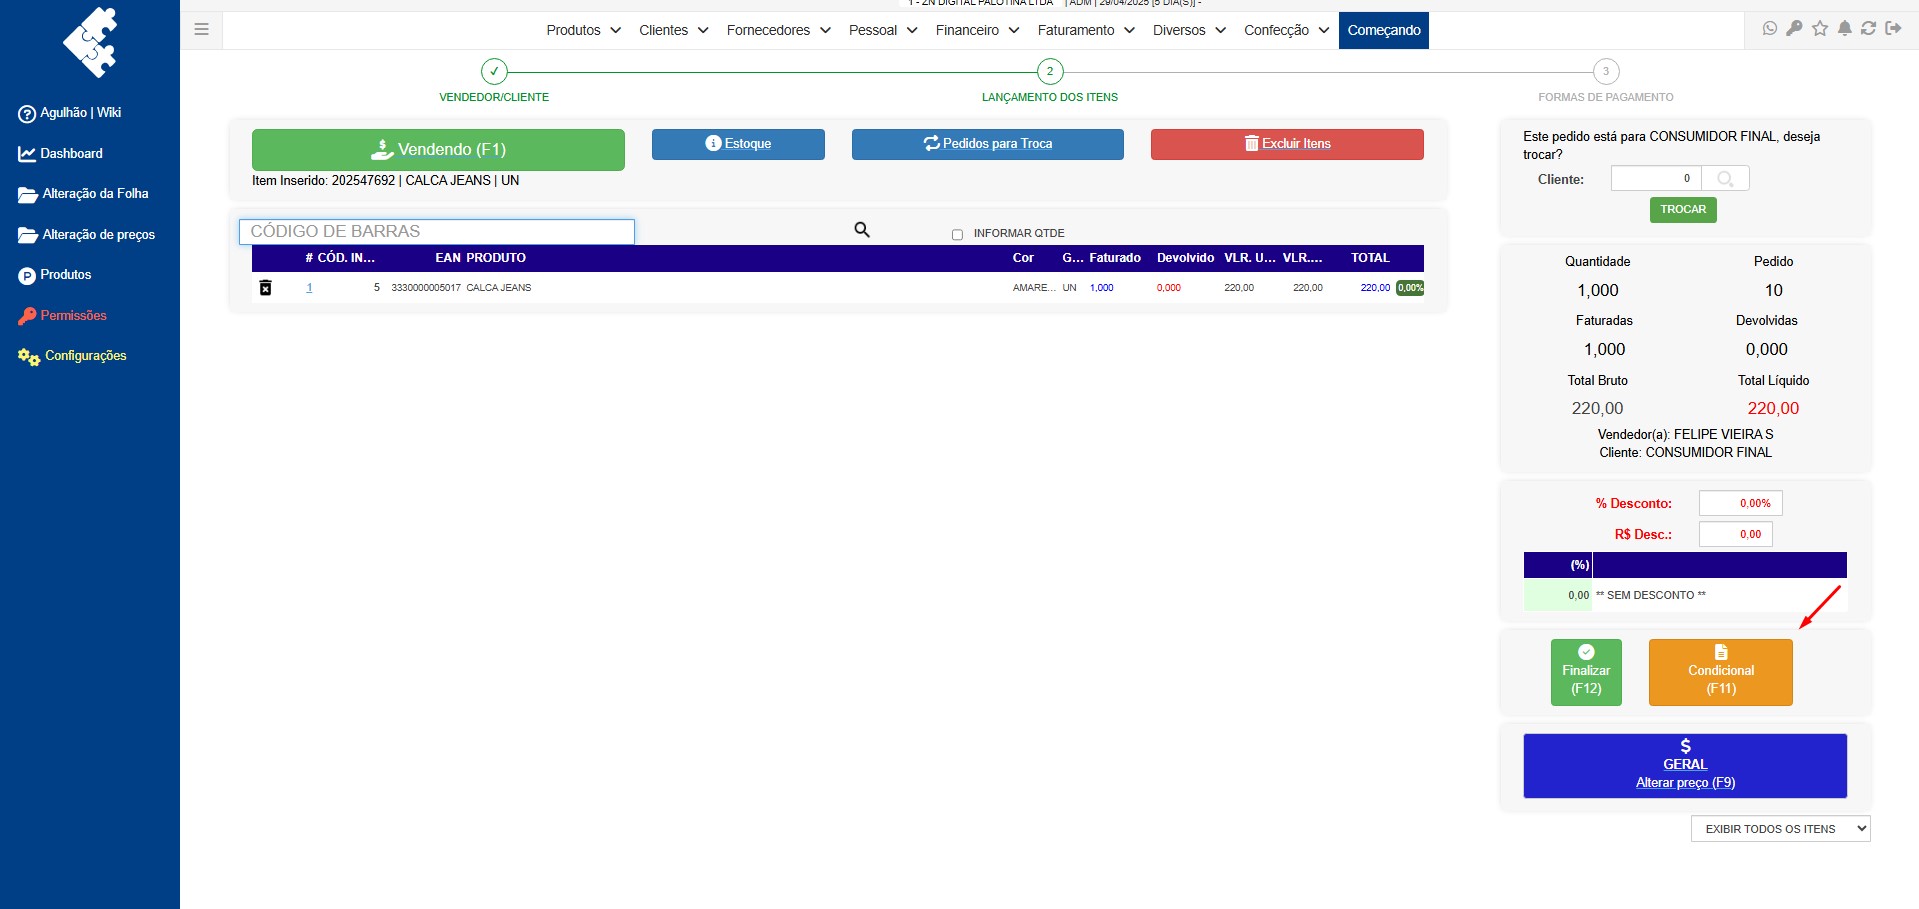 1 - ZN DIGITAL PALOTINA LTDA | ADM | 29/04/2025 [5 DIA(S)] -
Produtos Clientes Fornecedores Pessoal Financeiro Faturamento Diversos Confecção Começando
Agulhão | Wiki
Dashboard
Alteração da Folha
Alteração de preços
Produtos
Permissões
Configurações
2 3
VENDEDOR/CLIENTE LANÇAMENTO DOS ITENS FORMAS DE PAGAMENTO
Vendendo (F1) Estoque Pedidos para Troca Excluir Itens
Item Inserido: 202547692 | CALCA JEANS | UN
CÓDIGO DE BARRAS INFORMAR QTDE
# CÓD. IN... EAN PRODUTO Cor G... Faturado Devolvido VLR. U... VLR.... TOTAL
1 5 3330000005017 CALCA JEANS AMARE... UN 1,000 0,000 220,00 220,00 220,00 0,00%
Este pedido está para CONSUMIDOR FINAL, deseja
trocar?
Cliente: 0
TROCAR
Quantidade Pedido
1,000 10
Faturadas Devolvidas
1,000 0,000
Total Bruto Total Líquido
220,00 220,00
Vendedor(a): FELIPE VIEIRA S
Cliente: CONSUMIDOR FINAL
% Desconto: 0,00%
R$ Desc.: 0,00
(%)
0,00 ** SEM DESCONTO **
Finalizar
(F12)
Condicional
(F11)
$
GERAL
Alterar preço (F9)
EXIBIR TODOS OS ITENS